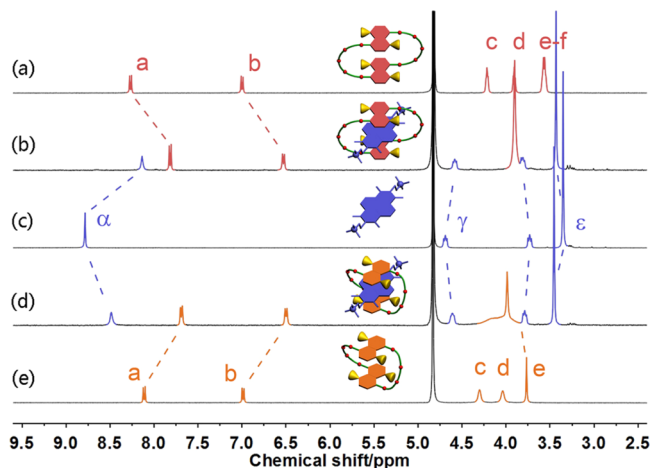 (a) a b c d e-f
(b)
(c) α γ ε
(d)
(e) a b c d e
9.5 9.0 8.5 8.0 7.5 7.0 6.5 6.0 5.5 5.0 4.5 4.0 3.5 3.0 2.5
Chemical shift/ppm